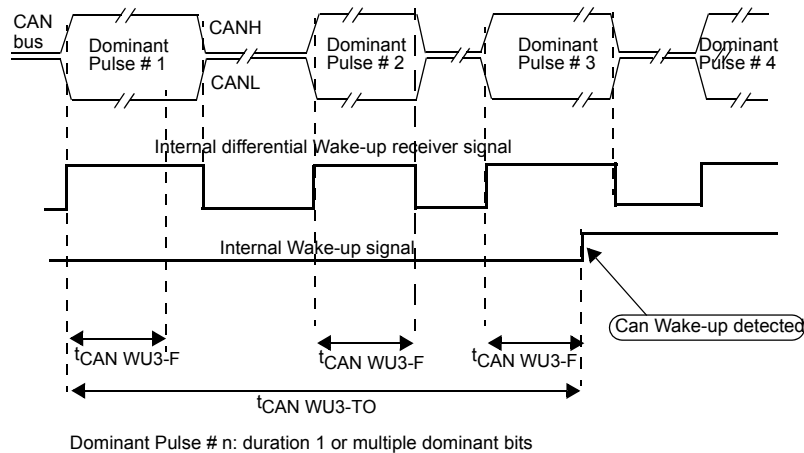 CAN
bus
CANH
CANL
Dominant
Pulse # 1
Dominant
Pulse # 2
Dominant
Pulse # 3
Dominant
Pulse # 4
Internal differential Wake-up receiver signal
Internal Wake-up signal
Can Wake-up detected
tCAN WU3-F
tCAN WU3-F
tCAN WU3-F
tCAN WU3-TO
Dominant Pulse # n: duration 1 or multiple dominant bits